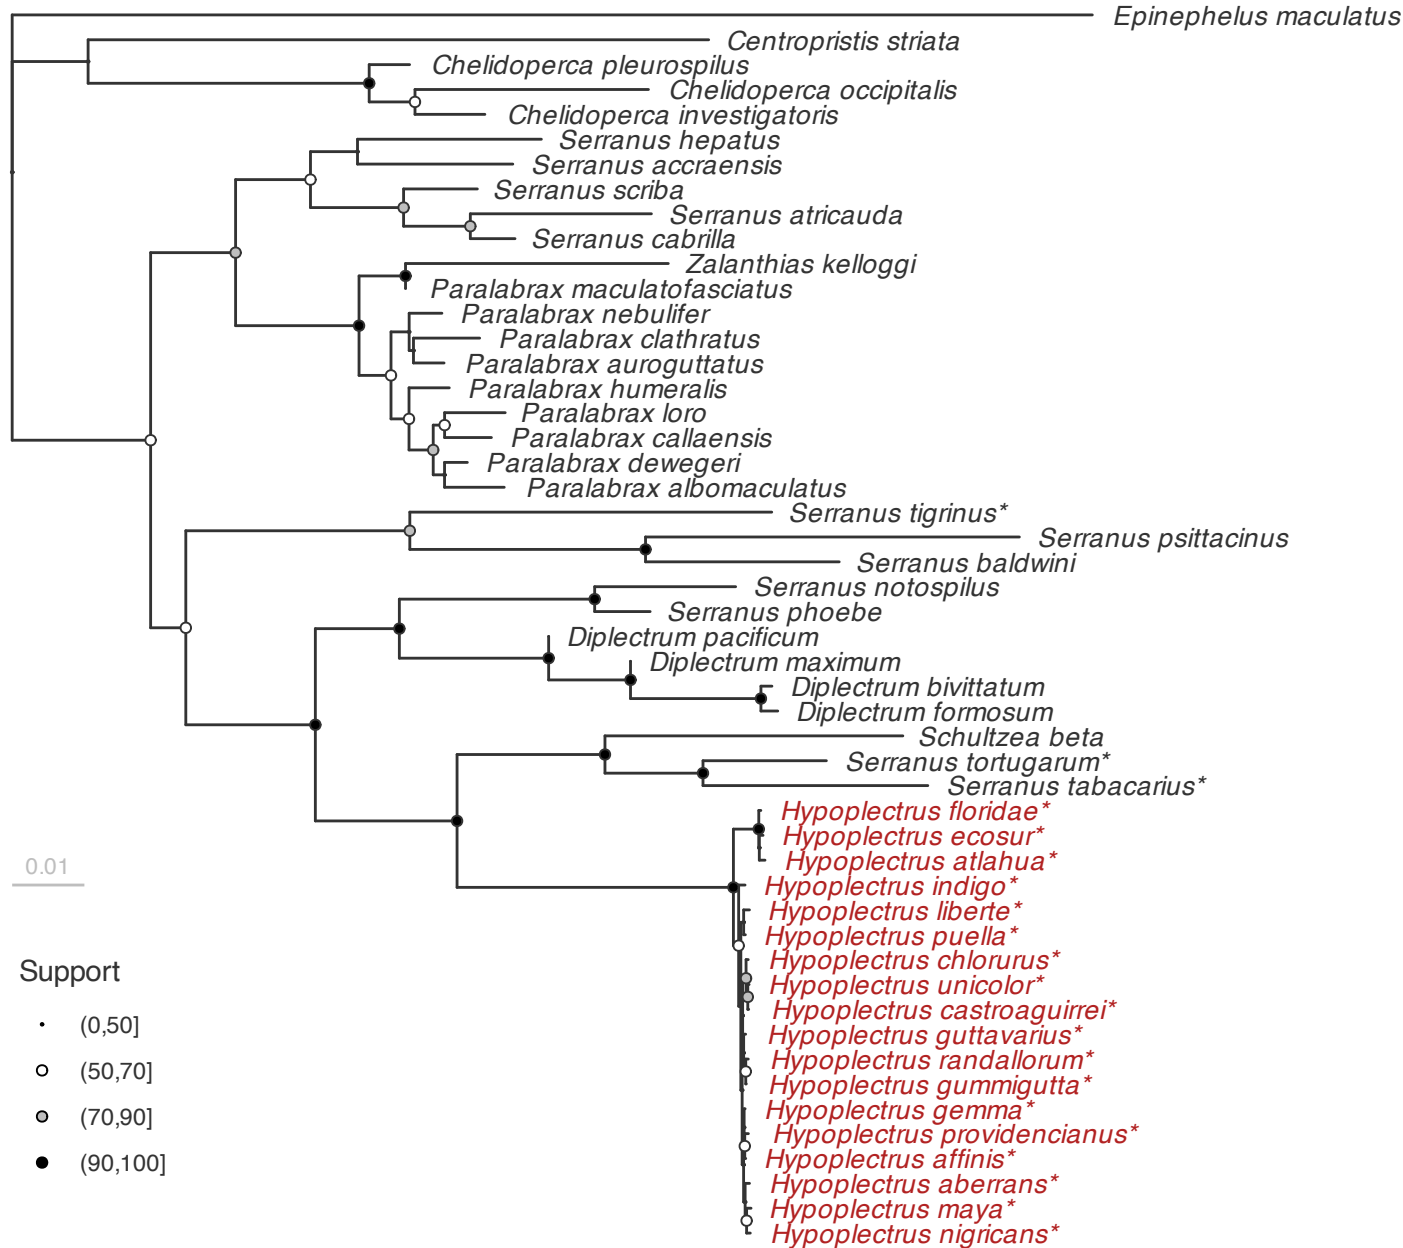 Epinephelus maculatus
Centropristis striata
Chelidoperca pleurospilus
Chelidoperca occipitalis
Chelidoperca investigatoris
Serranus hepatus
Serranus accraensis
Serranus scriba
Serranus atricauda
Serranus cabrilla
Zalanthias kelloggi
Paralabrax maculatofasciatus
Paralabrax nebulifer
Paralabrax clathratus
Paralabrax auroguttatus
Paralabrax humeralis
Paralabrax loro
Paralabrax callaensis
Paralabrax dewegeri
Paralabrax albomaculatus
Serranus tigrinus*
Serranus psittacinus
Serranus baldwini
Serranus notospilus
Serranus phoebe
Diplectrum pacificum
Diplectrum maximum
Diplectrum bivittatum
Diplectrum formosum
Schultzea beta
Serranus tortugarum*
Serranus tabacarius*
Hypoplectrus floridae*
Hypoplectrus ecosur*
Hypoplectrus atlahua*
Hypoplectrus indigo*
Hypoplectrus liberte*
Hypoplectrus puella*
Hypoplectrus chlorurus*
Hypoplectrus unicolor*
Hypoplectrus castroaguirrei*
Hypoplectrus guttavarius*
Hypoplectrus randallorum*
Hypoplectrus gummigutta*
Hypoplectrus gemma*
Hypoplectrus providencianus*
Hypoplectrus affinis*
Hypoplectrus aberrans*
Hypoplectrus maya*
Hypoplectrus nigricans*
0.01
Support
(0,50]
(50,70]
(70,90]
(90,100]